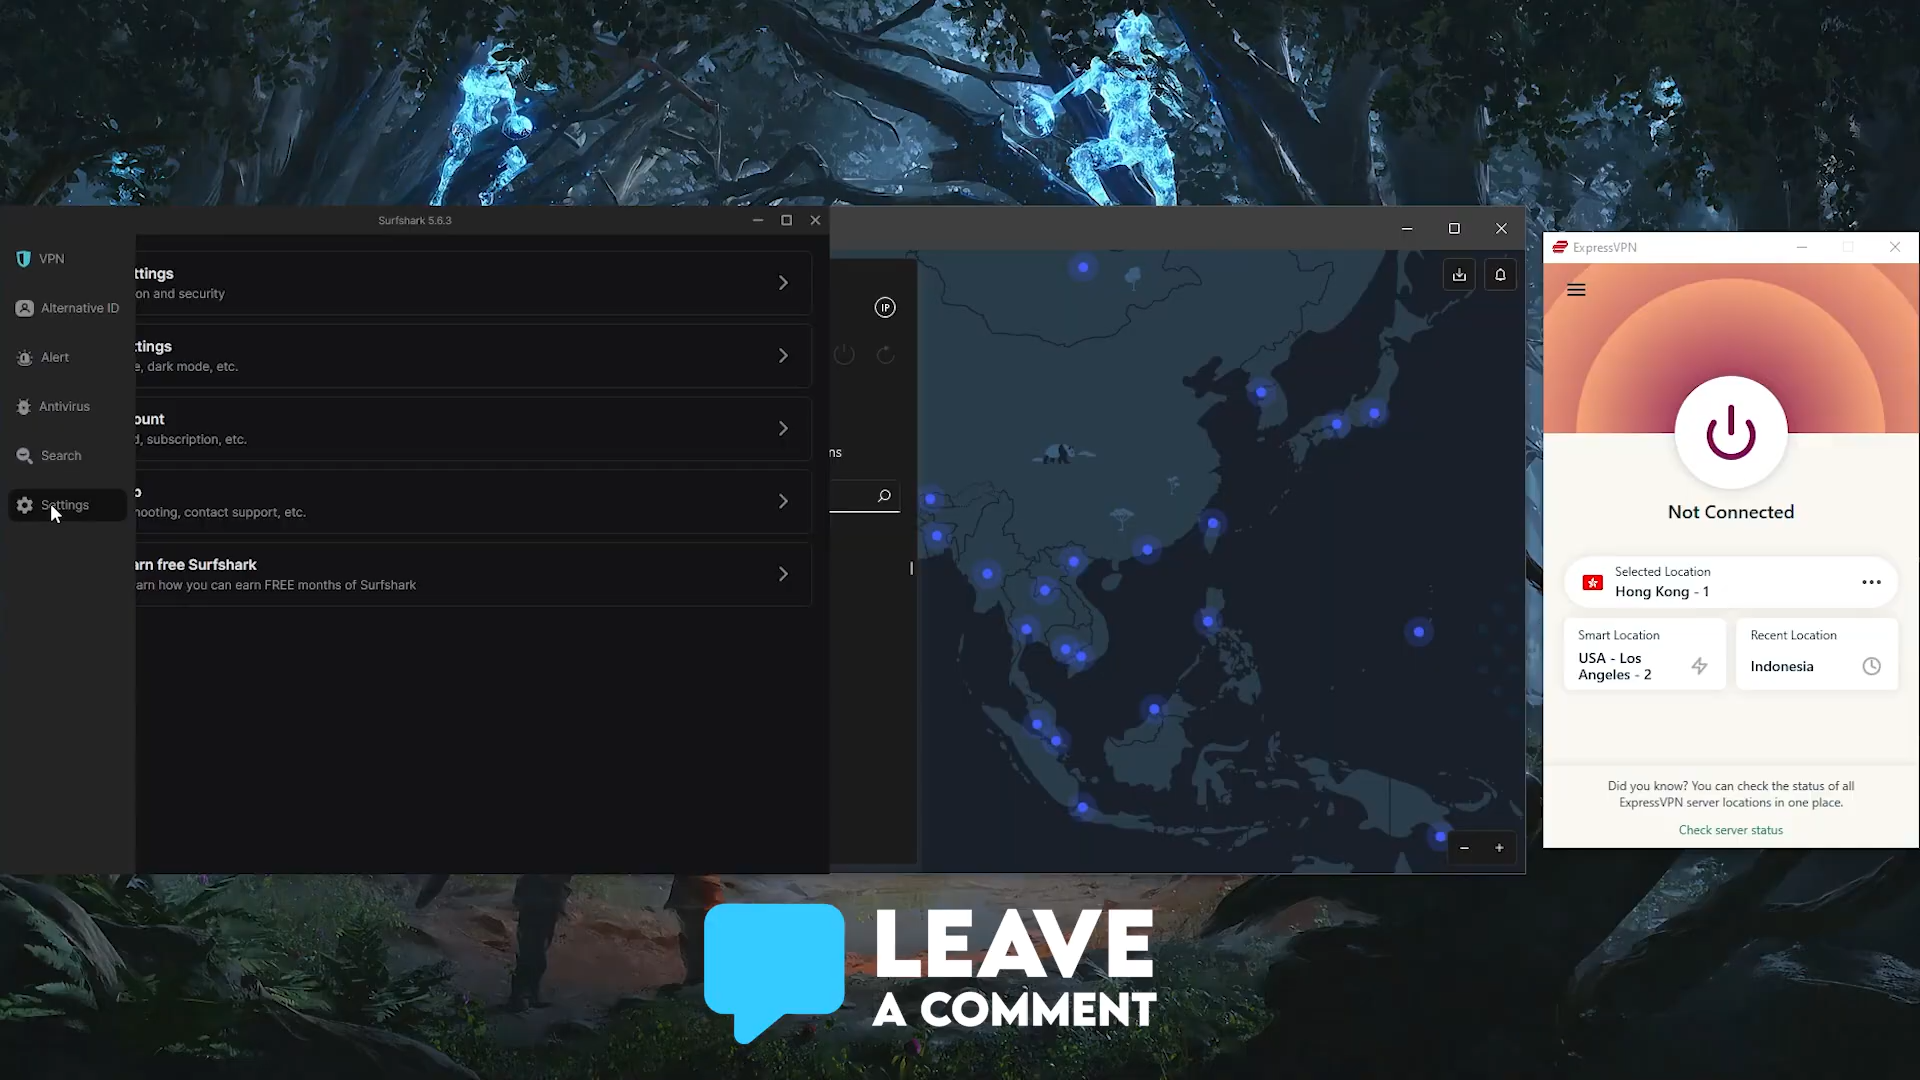 Surfshark 5.6.3
VPN
Alternative ID
Alert
Antivirus
Search
Settings
ttings
on and security
ttings
e, dark mode, etc.
ount
d, subscription, etc.
p
hooting, contact support, etc.
arn free Surfshark
arn how you can earn FREE months of Surfshark
IP
ns
ExpressVPN
Not Connected
Selected Location
Hong Kong - 1
Smart Location
USA - Los
Angeles - 2
Recent Location
Indonesia
Did you know? You can check the status of all
ExpressVPN server locations in one place.
Check server status
LEAVE
A COMMENT